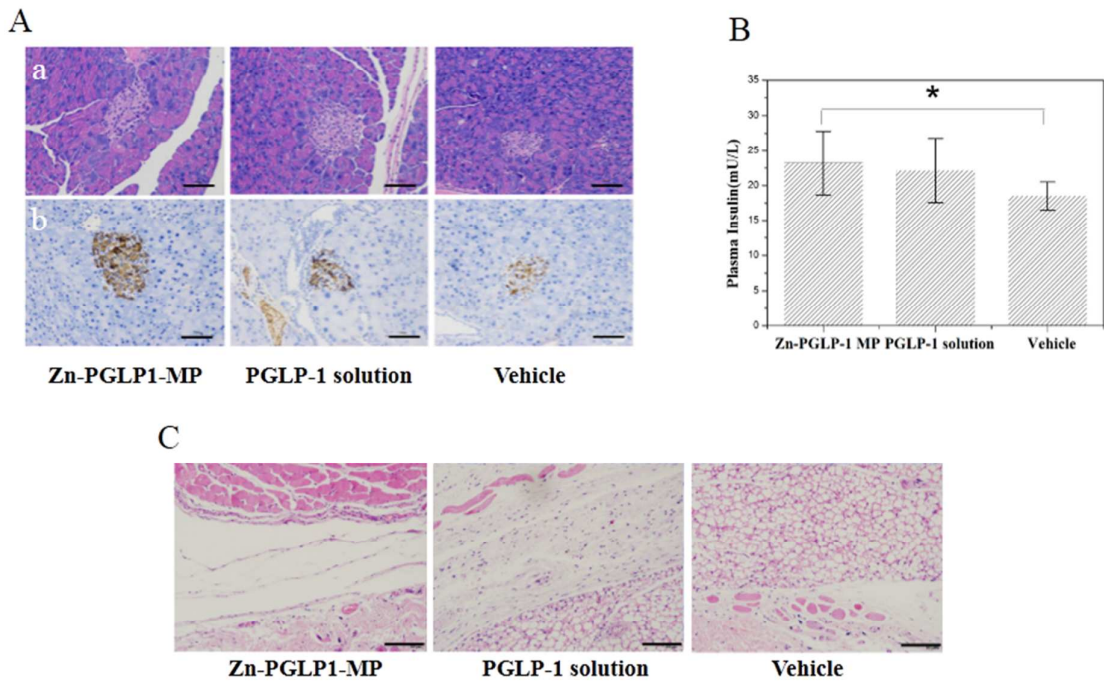 A
a
b
Zn-PGLP1-MP PGLP-1 solution Vehicle
B
Plasma Insulin(mU/L)
35
30
25
20
15
10
5
0
*
Zn-PGLP-1 MP PGLP-1 solution Vehicle
C
Zn-PGLP1-MP PGLP-1 solution Vehicle